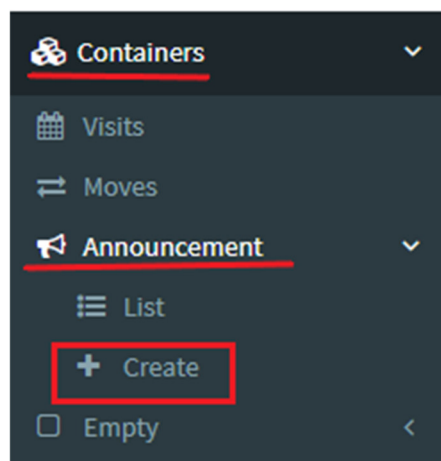 Containers
Visits
Moves
Announcement
List
Create
Empty